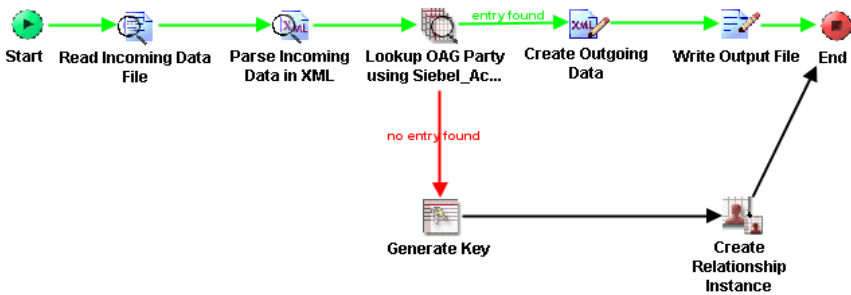 entry found
Start
Read Incoming Data
File
Parse Incoming
Data in XML
Lookup OAG Party
using Siebel_Ac...
Create Outgoing
Data
Write Output File
End
no entry found
Generate Key
Create
Relationship
Instance